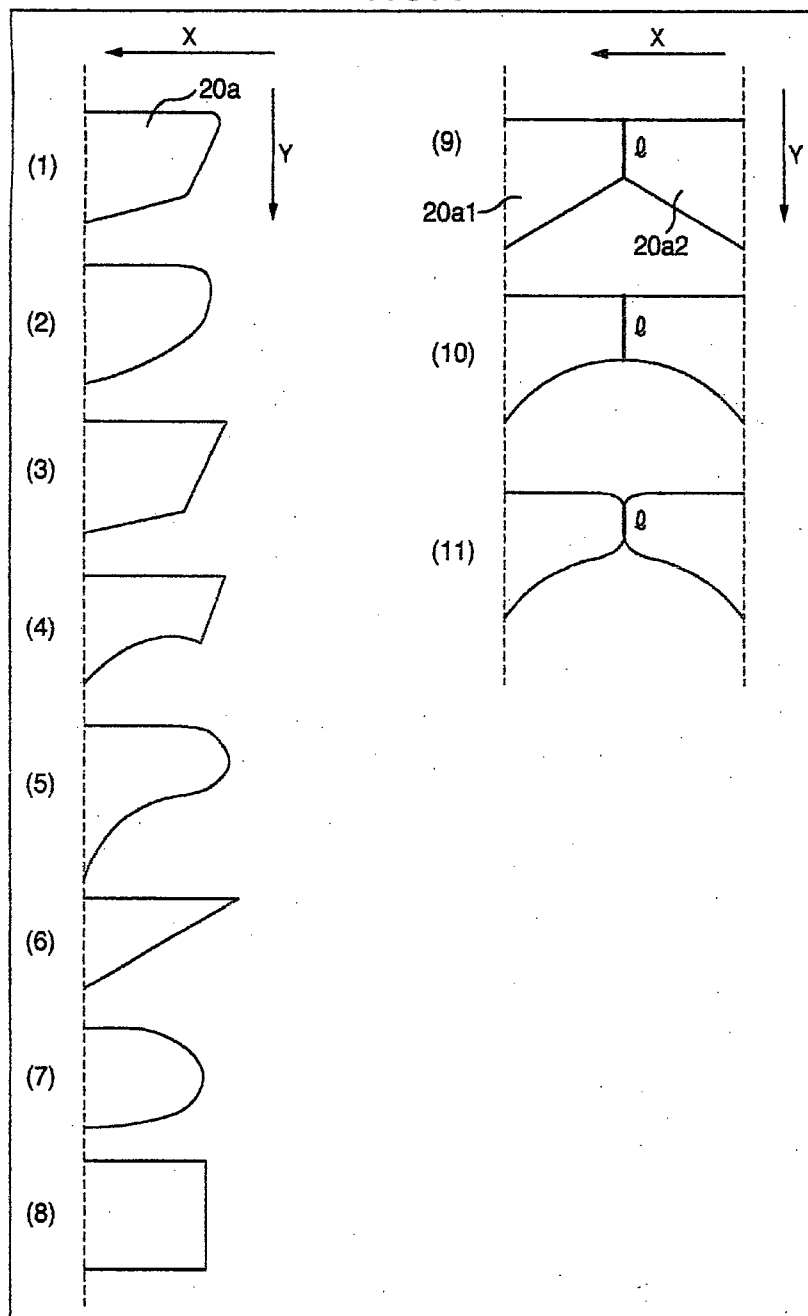 X
20a
Y
(1)
(2)
(3)
(4)
(5)
(6)
(7)
(8)
X
Y
(9)
ℓ
20a1
20a2
(10)
ℓ
(11)
ℓ